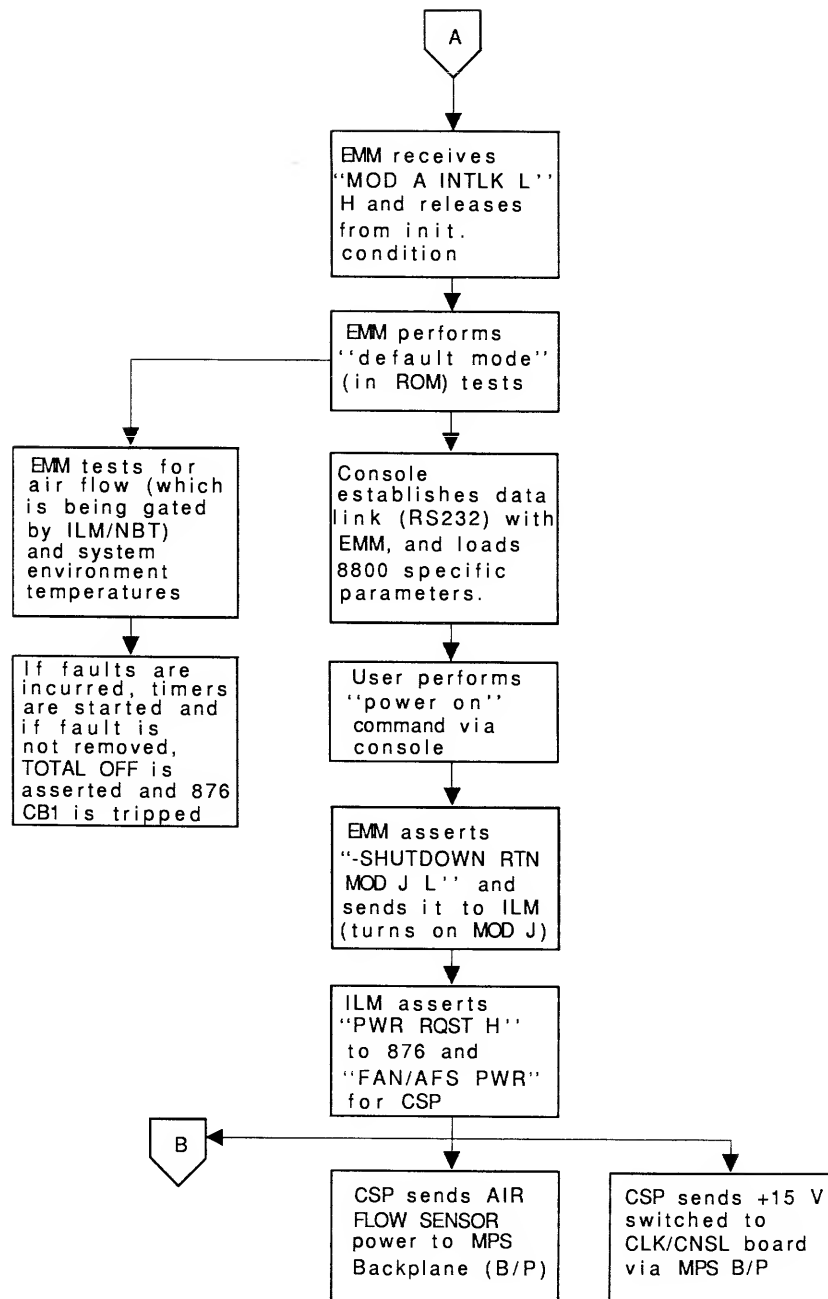 A
EMM receives
“MOD A INTLK L’’
H and releases
from init.
condition
EMM performs
‘‘default mode’’
(in ROM) tests
EMM tests for
air flow (which
is being gated
by ILM/NBT)
and system
environment
temperatures
Console
establishes data
link (RS232) with
EMM, and loads
8800 specific
parameters.
If faults are
incurred, timers
are started and
if fault is
not removed,
TOTAL OFF is
asserted and 876
CB1 is tripped
User performs
‘‘power on’’
command via
console
EMM asserts
“-SHUTDOWN RTN
MOD J L’’ and
sends it to ILM
(turns on MOD J)
ILM asserts
‘‘PWR RQST H’’
to 876 and
“FAN/AFS PWR”
for CSP
B
CSP sends AIR
FLOW SENSOR
power to MPS
Backplane (B/P)
CSP sends +15 V
switched to
CLK/CNSL board
via MPS B/P